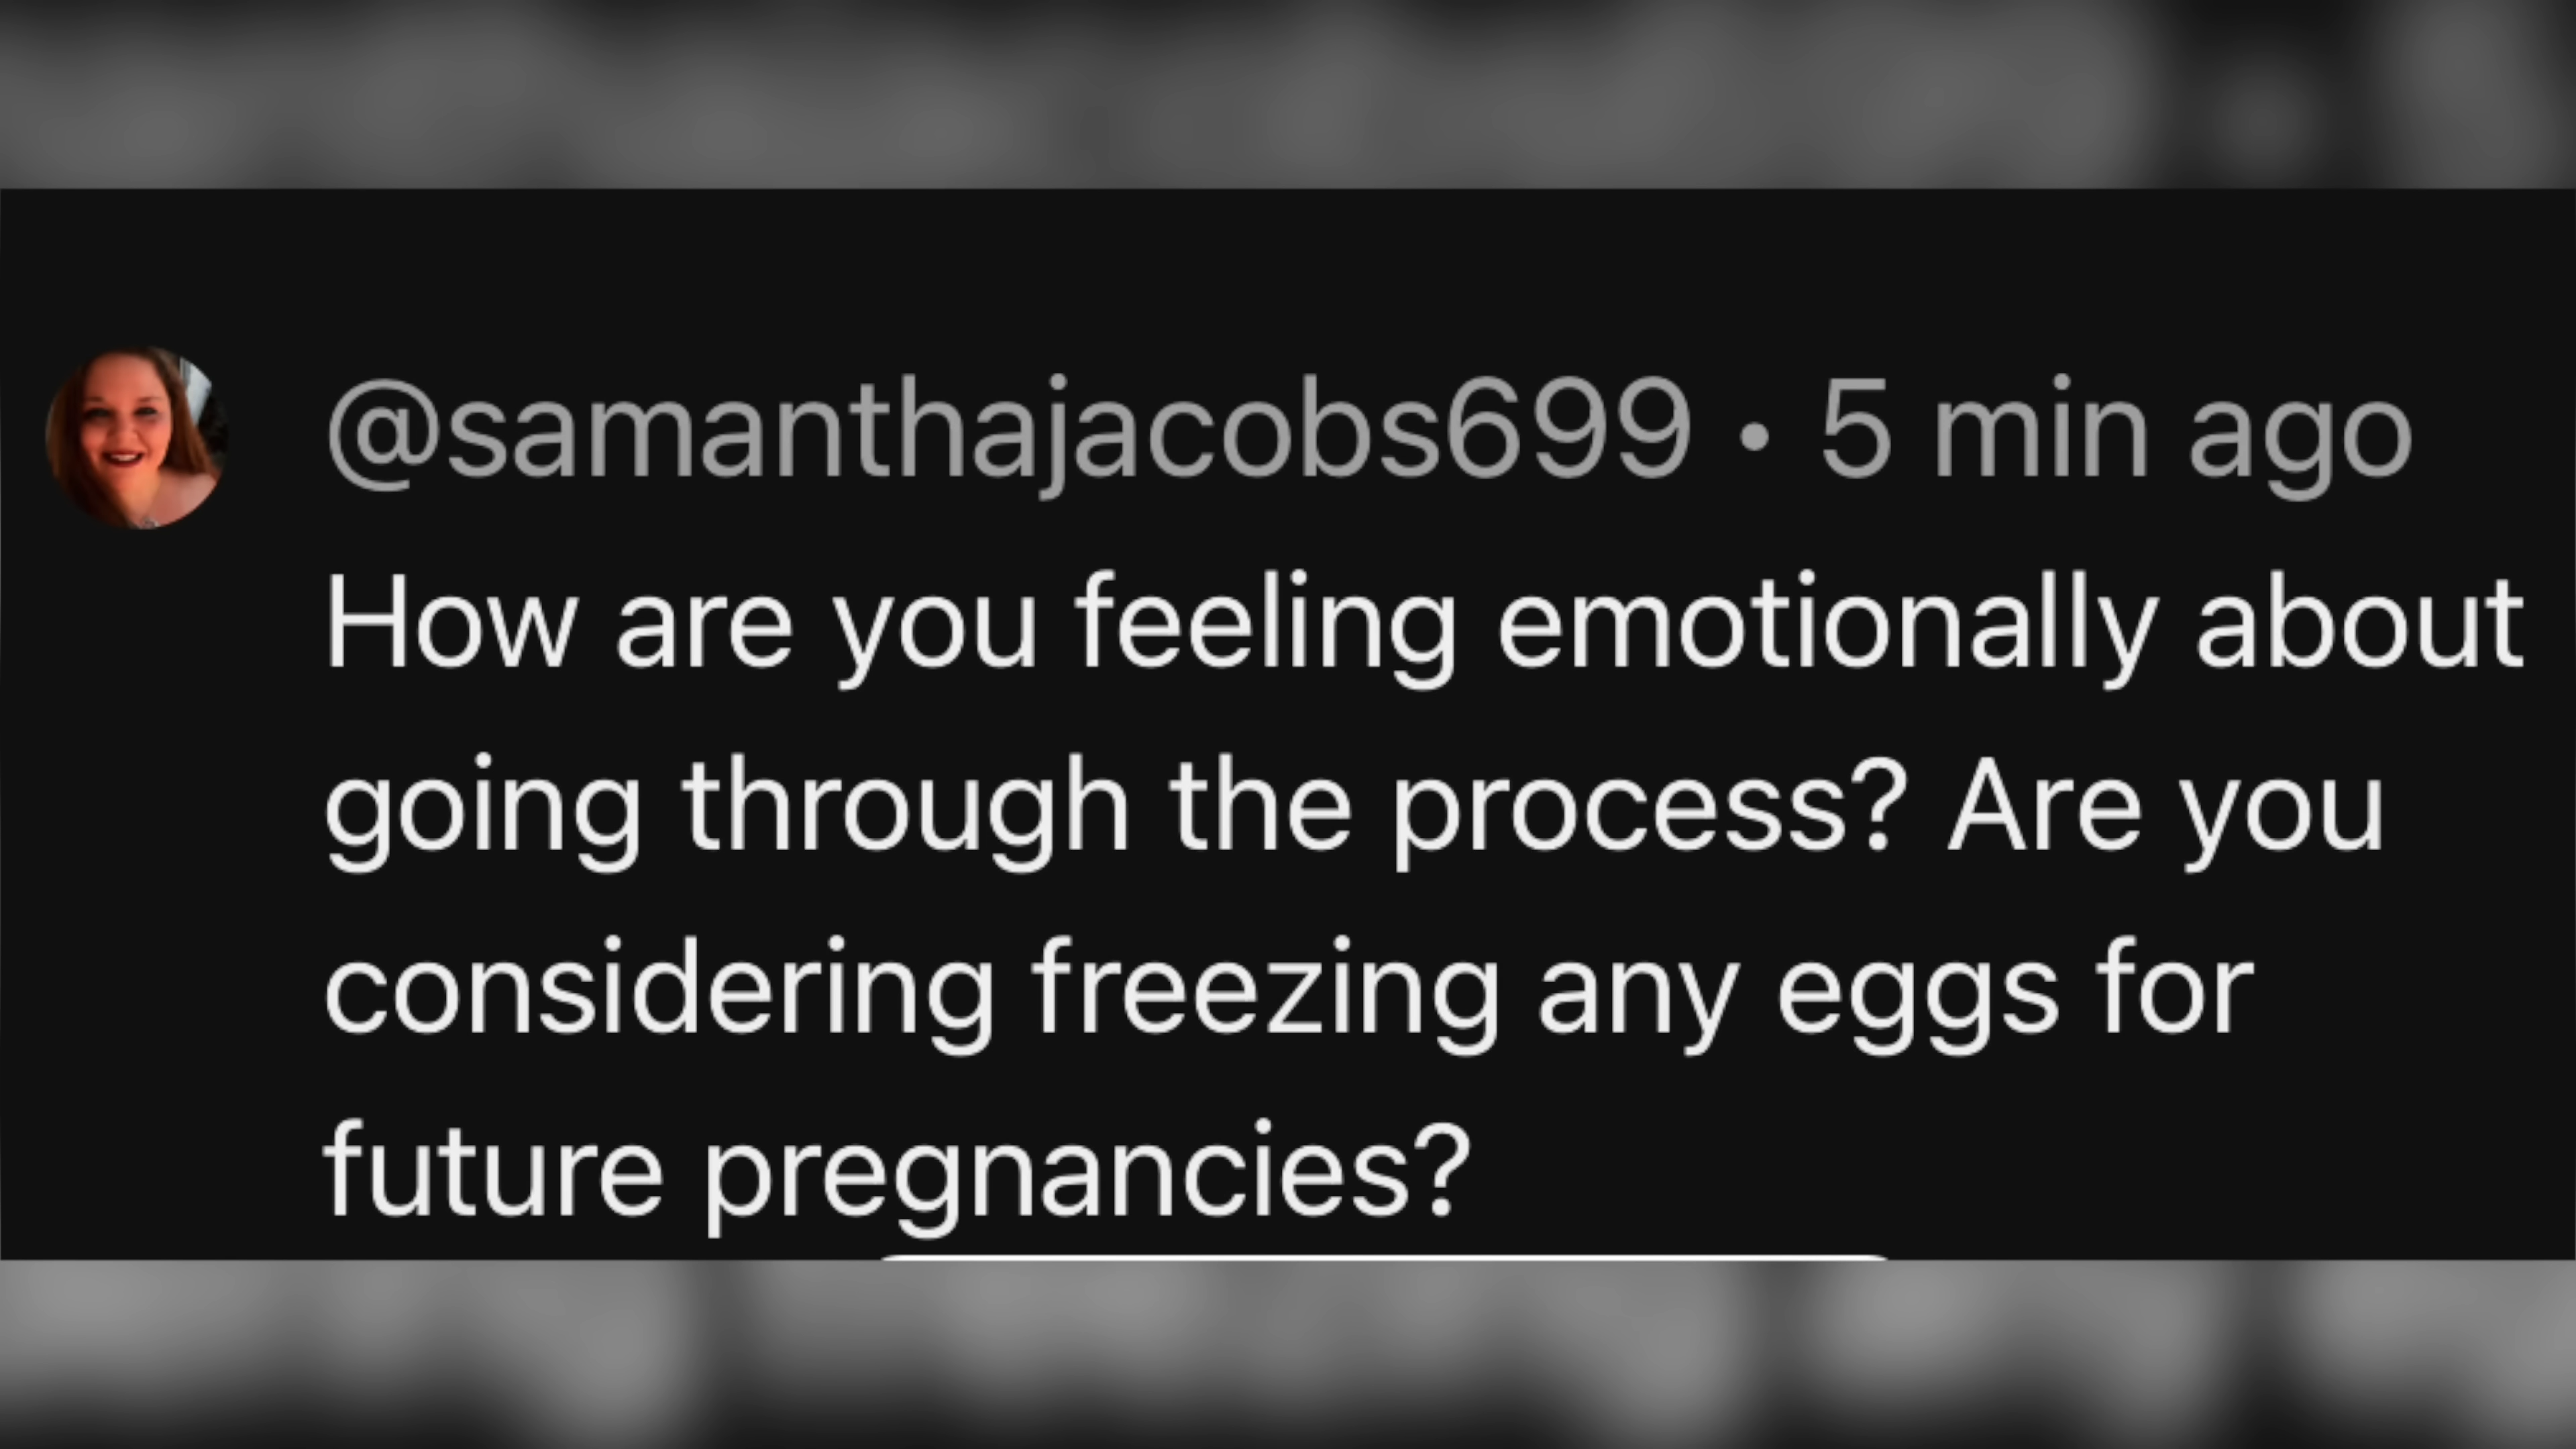 @samanthajacobs699 • 5 min ago
How are you feeling emotionally about
going through the process? Are you
considering freezing any eggs for
future pregnancies?